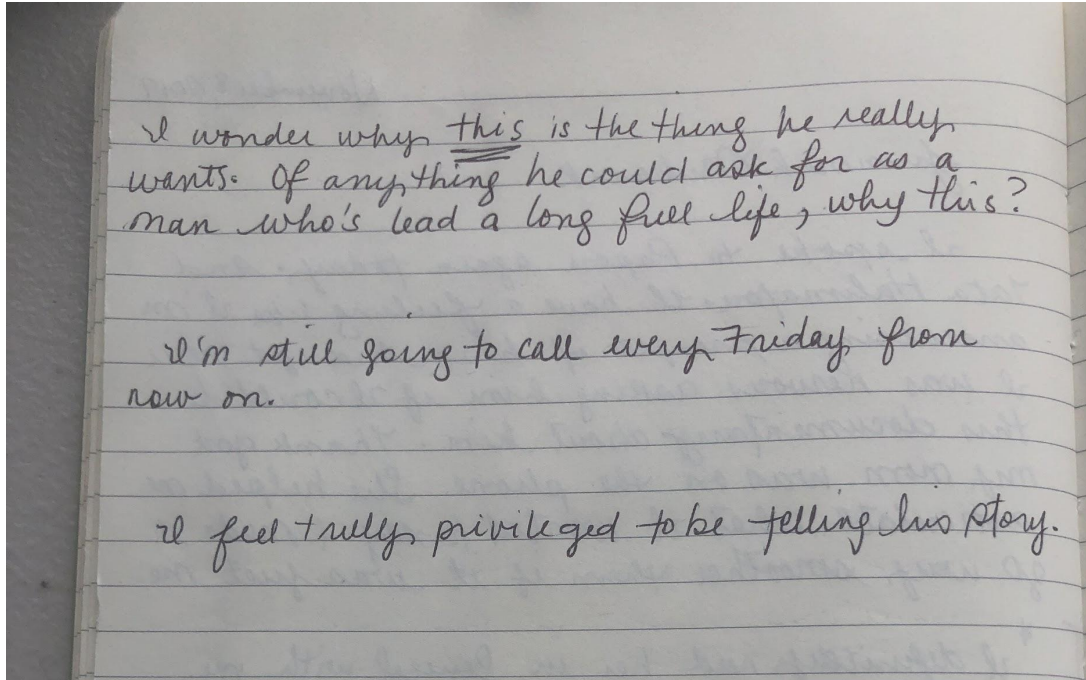 I wonder why this is the thing he really
wants. Of anything he could ask for as a
man who's lead a long full life, why this?
I'm still going to call every Friday from
now on.
I feel truly privileged to be telling his story.